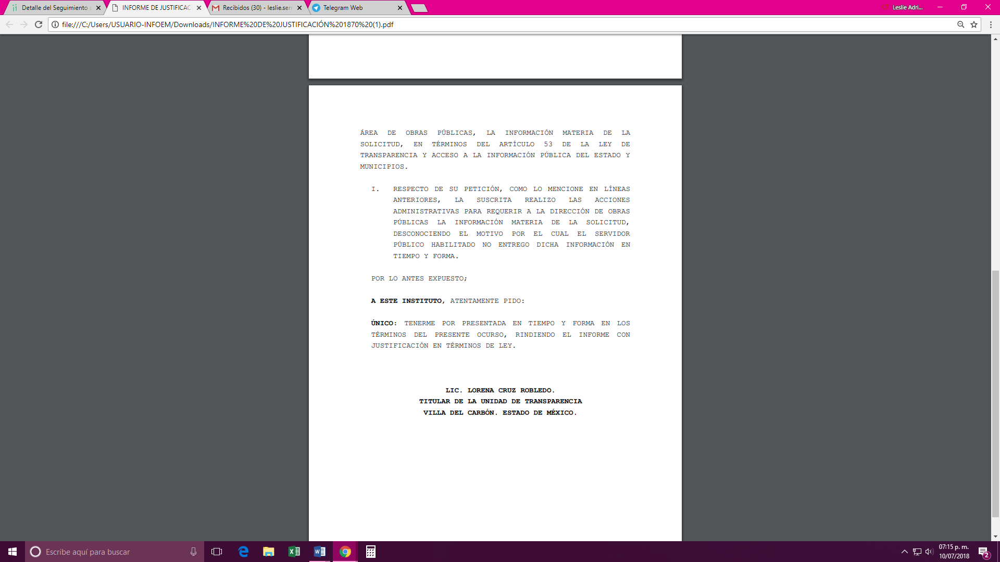 Detalle del Seguimiento
INFORME DE JUSTIFICAC
Recibidos (30) - leslie.serr
Telegram Web
Leslie Adri...
file:///C:/Users/USUARIO-INFOEM/Downloads/INFORME%20DE%20JUSTIFICACIÓN%201870%20(1).pdf
ÁREA DE OBRAS PÚBLICAS, LA INFORMACIÓN MATERIA DE LA
SOLICITUD, EN TÉRMINOS DEL ARTÍCULO 53 DE LA LEY DE
TRANSPARENCIA Y ACCESO A LA INFORMACIÓN PÚBLICA DEL ESTADO Y
MUNICIPIOS.
I. RESPECTO DE SU PETICIÓN, COMO LO MENCIONE EN LÍNEAS
ANTERIORES, LA SUSCRITA REALIZO LAS ACCIONES
ADMINISTRATIVAS PARA REQUERIR A LA DIRECCIÓN DE OBRAS
PÚBLICAS LA INFORMACIÓN MATERIA DE LA SOLICITUD,
DESCONOCIENDO EL MOTIVO POR EL CUAL EL SERVIDOR
PÚBLICO HABILITADO NO ENTREGO DICHA INFORMACIÓN EN
TIEMPO Y FORMA.
POR LO ANTES EXPUESTO;
A ESTE INSTITUTO, ATENTAMENTE PIDO:
ÚNICO: TENERME POR PRESENTADA EN TIEMPO Y FORMA EN LOS
TÉRMINOS DEL PRESENTE OCURSO, RINDIENDO EL INFORME CON
JUSTIFICACIÓN EN TÉRMINOS DE LEY.
LIC. LORENA CRUZ ROBLEDO.
TITULAR DE LA UNIDAD DE TRANSPARENCIA
VILLA DEL CARBÓN. ESTADO DE MÉXICO.
Escribe aquí para buscar
07:15 p. m.
10/07/2018
2